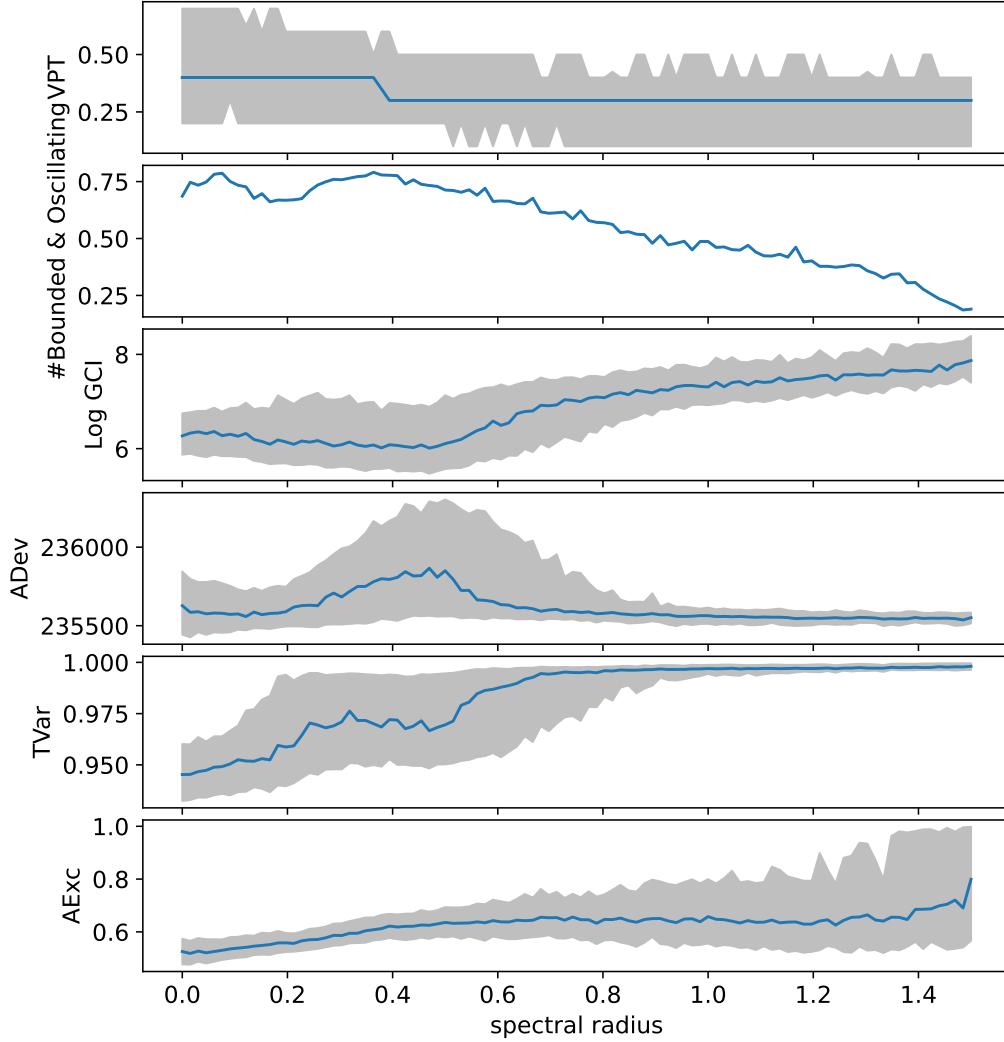 VPT
0.50
0.25
#Bounded & Oscillating
0.75
0.50
0.25
Log GCI
8
6
ADev
236000
235500
TVar
1.000
0.975
0.950
AExc
1.0
0.8
0.6
0.0 0.2 0.4 0.6 0.8 1.0 1.2 1.4
spectral radius